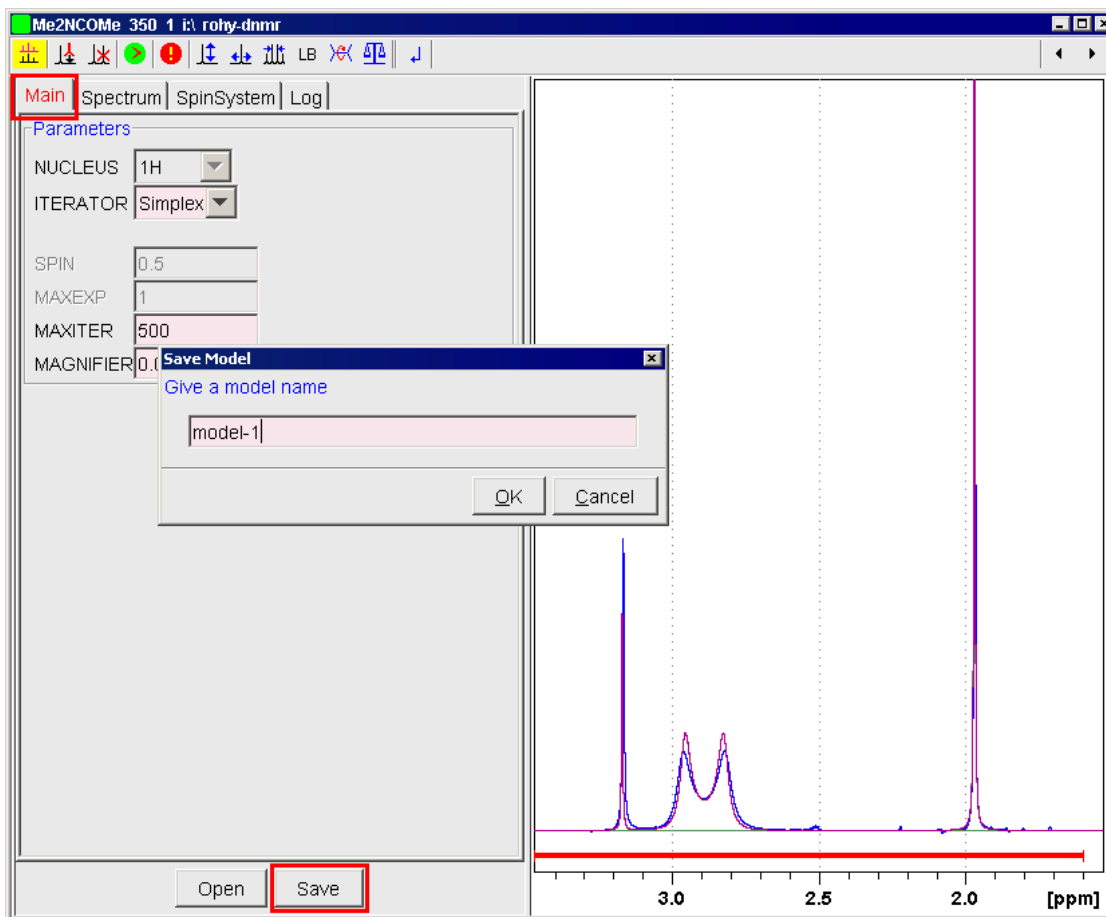 Me2NCOMe 350 1 i:\ rohy-dnmr
LB
Main Spectrum SpinSystem Log
Parameters
NUCLEUS 1H
ITERATOR Simplex
SPIN 0.5
MAXEXP 1
MAXITER 500
MAGNIFIER
Save Model
Give a model name
model-1
OK Cancel
Open Save
3.0 2.5 2.0 [ppm]